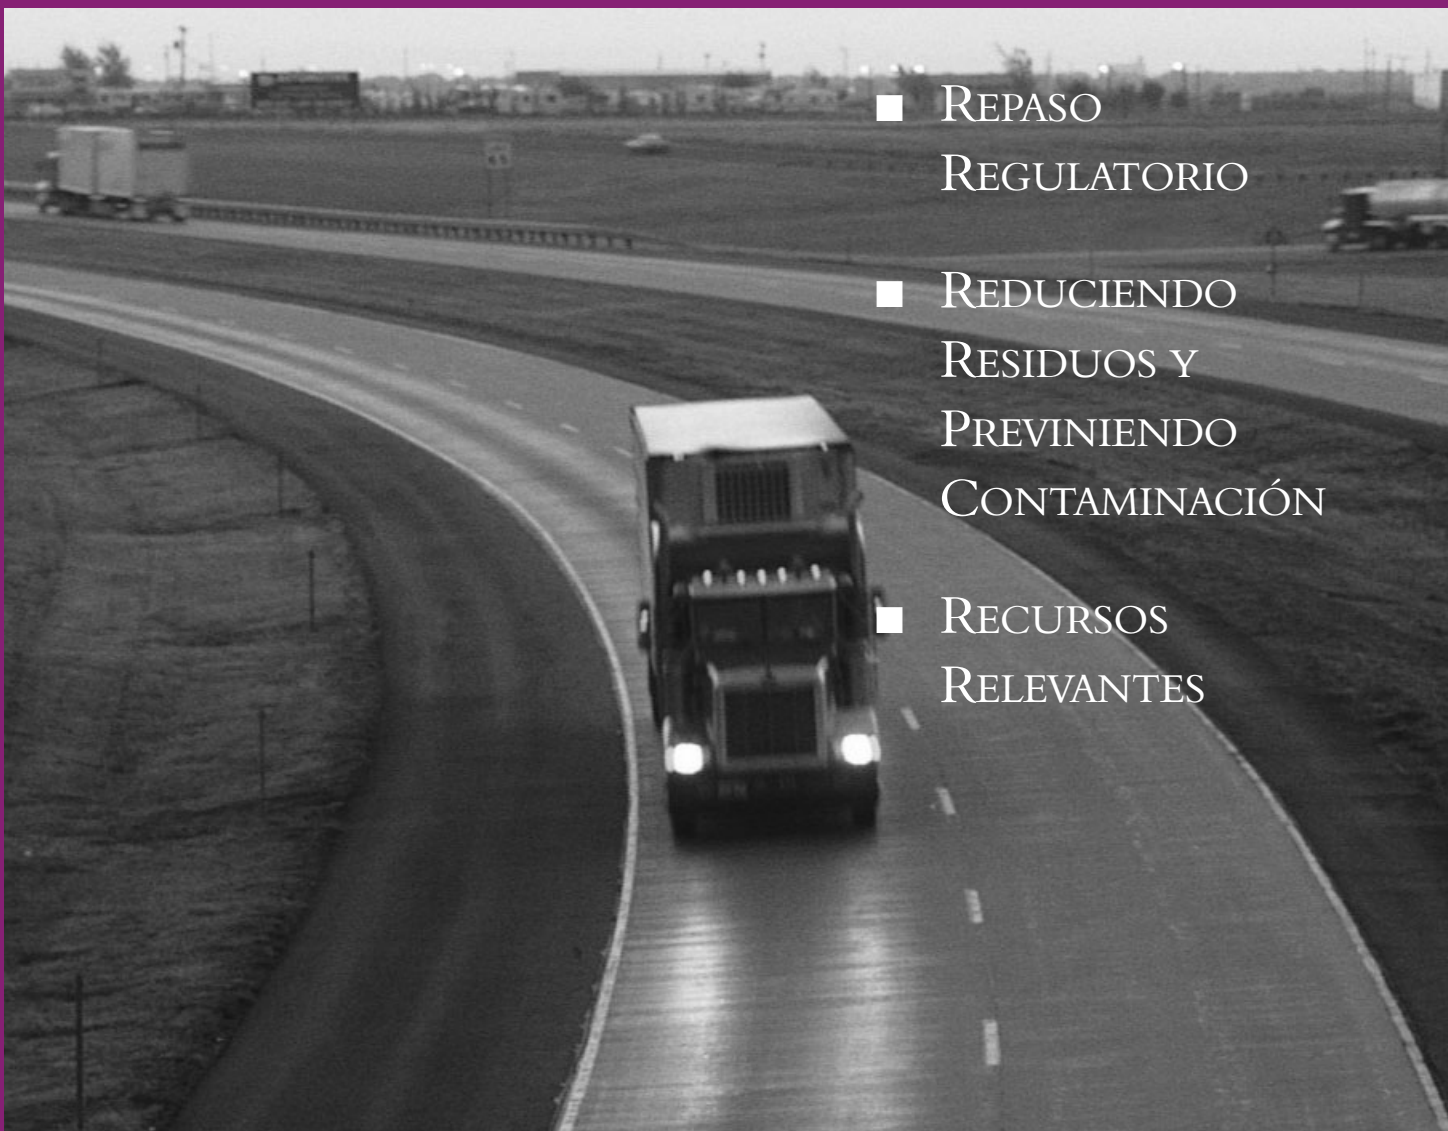 ■ REPASO
REGULATORIO
■ REDUCIENDO
RESIDUOS Y
PREVINIENDO
CONTAMINACIÓN
■ RECURSOS
RELEVANTES